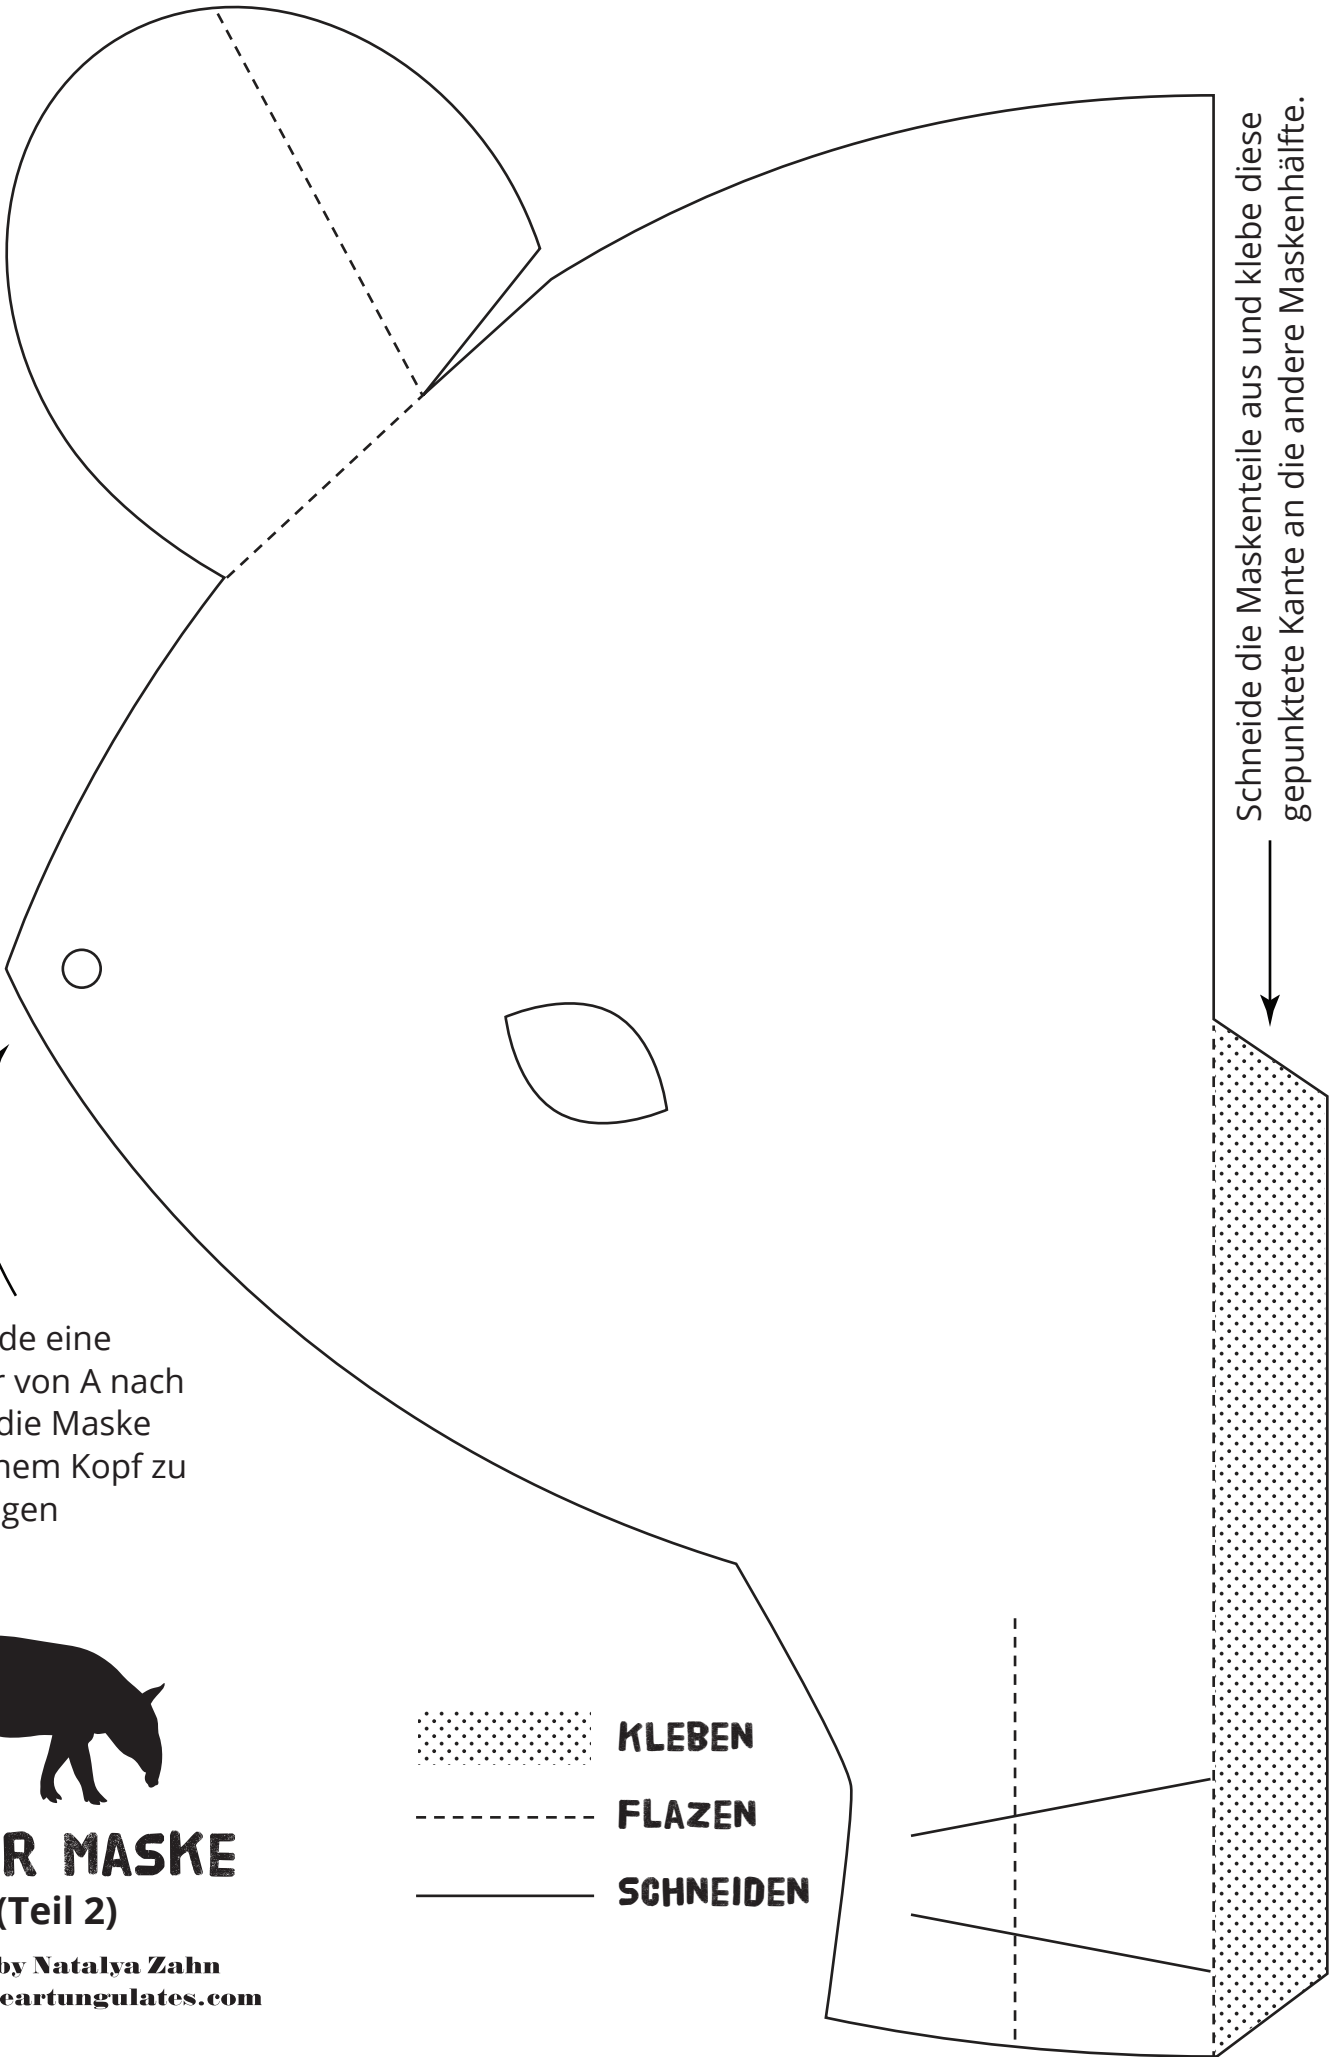 Schneide die Maskenteile aus und klebe diese
gepunktete Kante an die andere Maskenhälfte.
de eine
r von A nach
die Maske
nem Kopf zu
gen
KLEBEN
FLAZEN
SCHNEIDEN
R MASKE
(Teil 2)
by Natalya Zahn
eartungulates.com